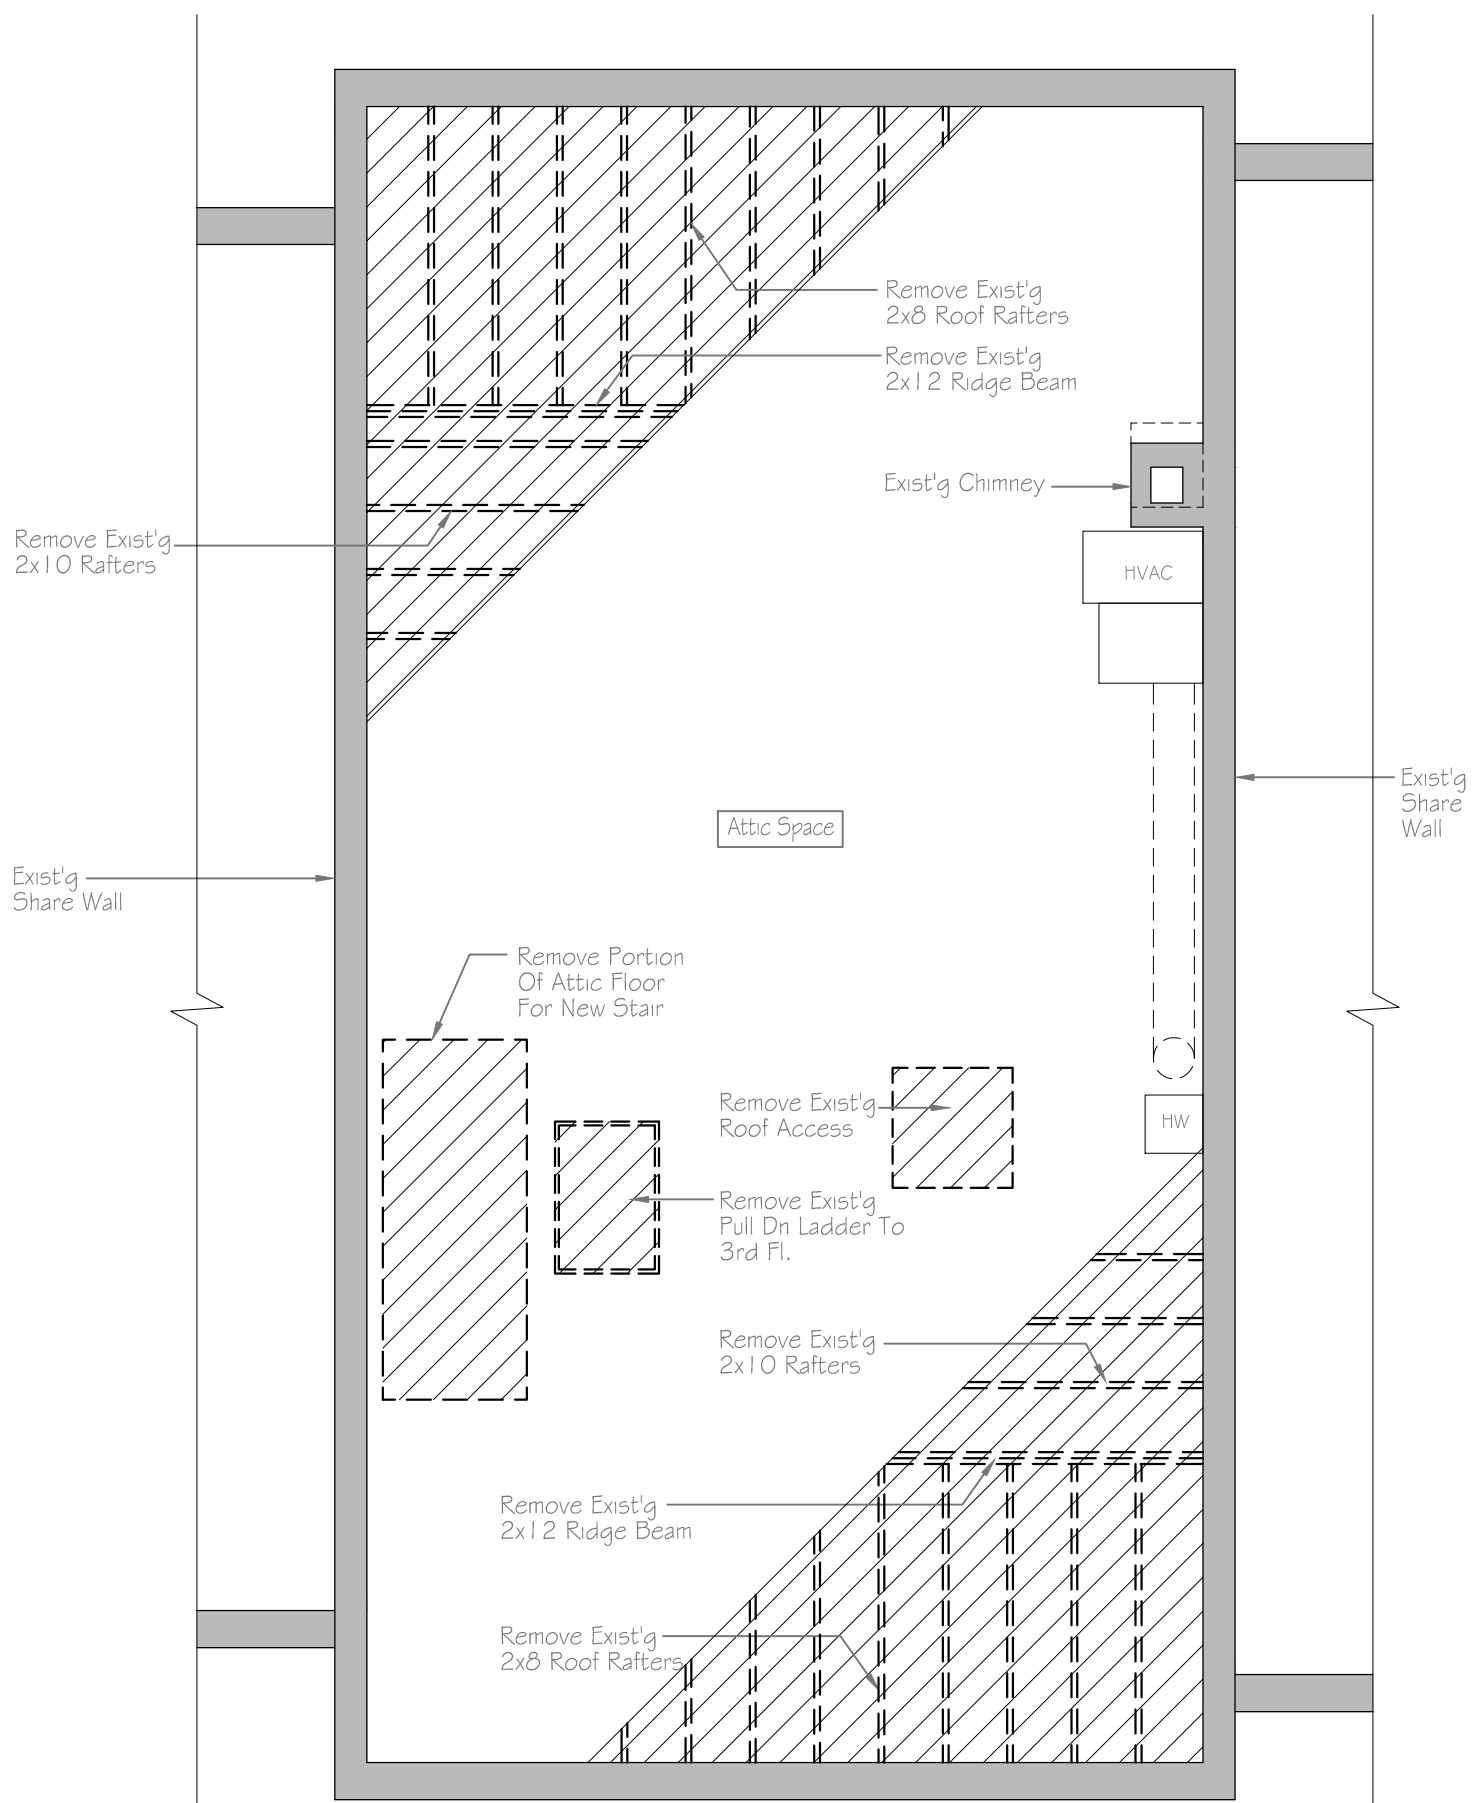 Remove Exist'g
2x8 Roof Rafters
Remove Exist'g
2x12 Ridge Beam
Exist'g Chimney
Remove Exist'g
2x10 Rafters
HVAC
Exist'g
Share
Wall
Attic Space
Exist'g
Share Wall
Remove Portion
Of Attic Floor
For New Stair
Remove Exist'g
Roof Access
HW
Remove Exist'g
Pull Dn Ladder To
3rd Fl.
Remove Exist'g
2x10 Rafters
Remove Exist'g
2x12 Ridge Beam
Remove Exist'g
2x8 Roof Rafters